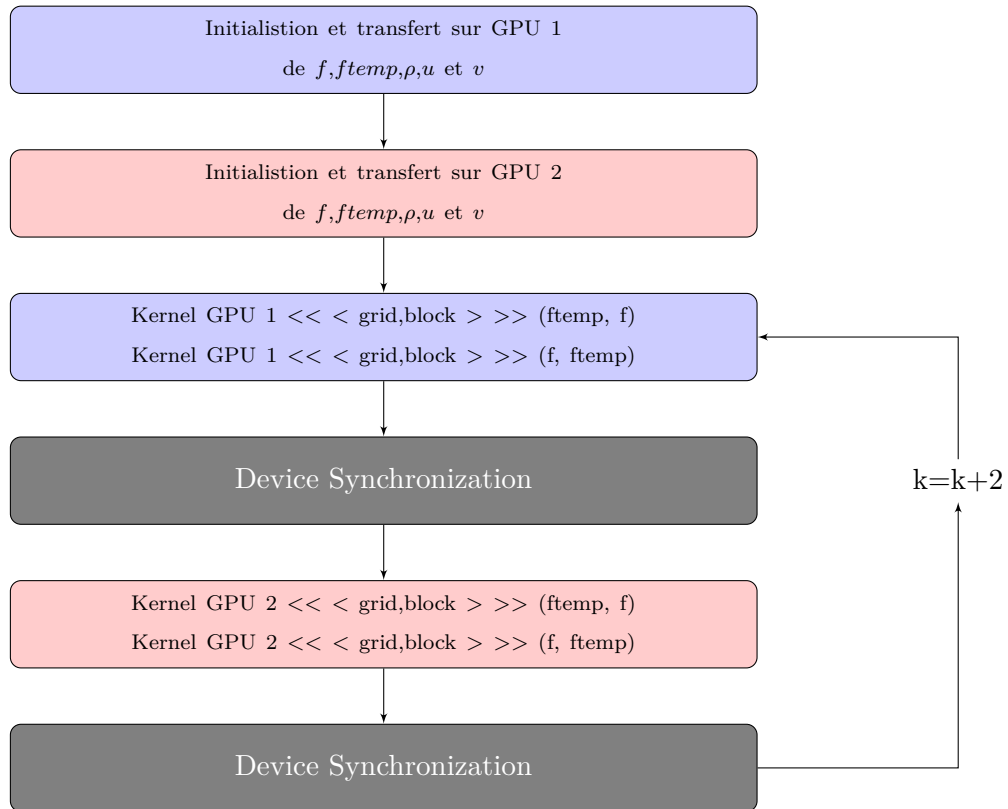 Initialistion et transfert sur GPU 1
de f,ftemp,ρ,u et v
Initialistion et transfert sur GPU 2
de f,ftemp,ρ,u et v
Kernel GPU 1 << < grid,block > >> (ftemp, f)
Kernel GPU 1 << < grid,block > >> (f, ftemp)
Device Synchronization
k=k+2
Kernel GPU 2 << < grid,block > >> (ftemp, f)
Kernel GPU 2 << < grid,block > >> (f, ftemp)
Device Synchronization